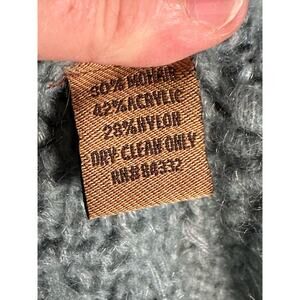 30% MOHAIR
42% ACRYLIC
28% NYLON
DRY CLEAN ONLY
RN# 84332